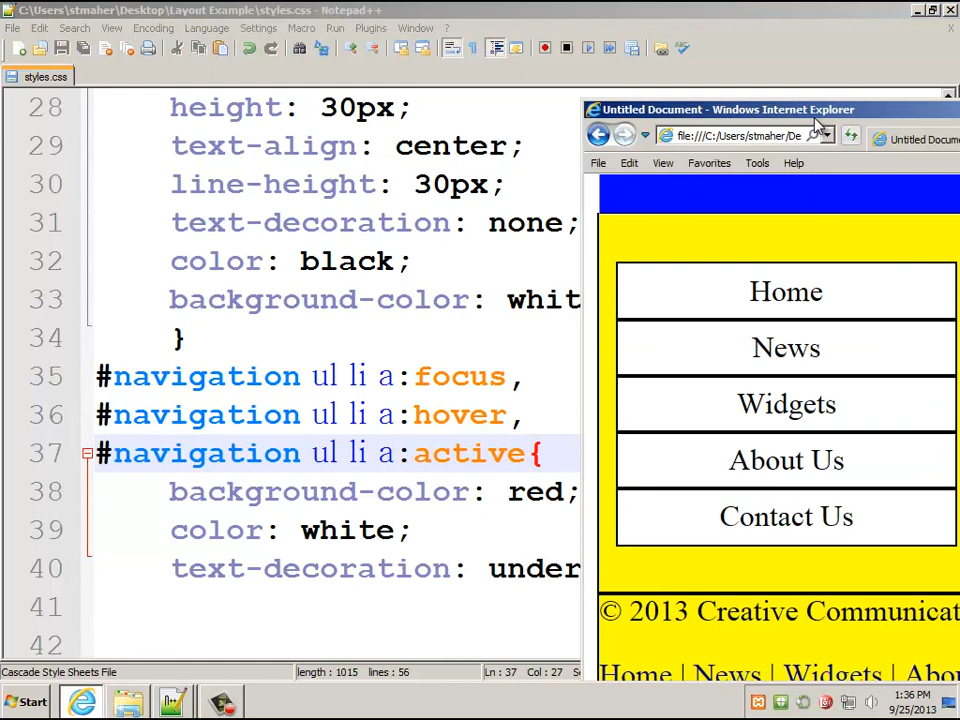 C:\Users\stmaher\Desktop\Layout Example\styles.css - Notepad++
File Edit Search View Encoding Language Settings Macro Run Plugins Window ?
styles.css
28 height: 30px;
29 text-align: center;
30 line-height: 30px;
31 text-decoration: none;
32 color: black;
33 background-color: whit
34 }
35 #navigation ul li a:focus,
36 #navigation ul li a:hover,
37 #navigation ul li a:active{
38 background-color: red;
39 color: white;
40 text-decoration: under
41
42
Untitled Document - Windows Internet Explorer
file:///C:/Users/stmaher/De
Untitled Docum
File Edit View Favorites Tools Help
Home
News
Widgets
About Us
Contact Us
© 2013 Creative Communicat
Home | News | Widgets | Abou
Cascade Style Sheets File length : 1015 lines : 56 Ln : 37 Col : 27 S
Start
1:36 PM
9/25/2013